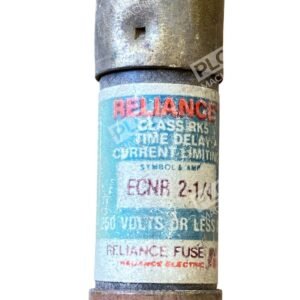 RELIANCE
CLASS RK5
TIME DELAY-A
CURRENT LIMITING
SYMBOL & AMP
ECNR 2-1/4
250 VOLTS OR LESS
RELIANCE FUSE
RELIANCE ELECTRIC